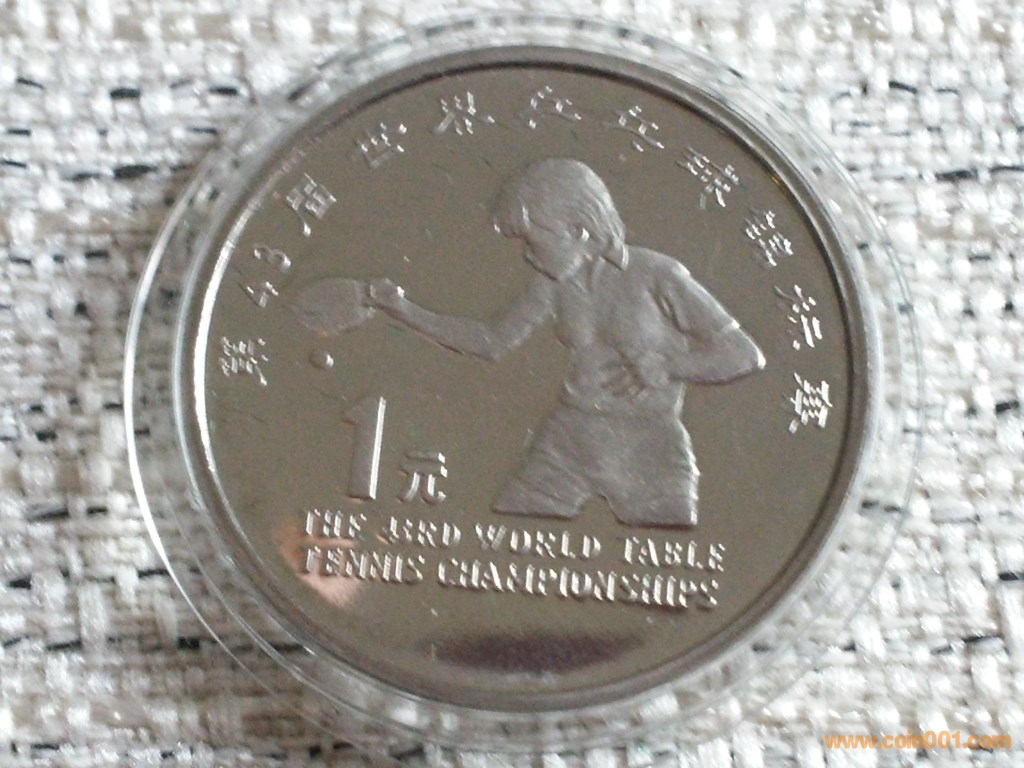 第43届世界乒乓球锦标赛
1元
THE 43RD WORLD TABLE
TENNIS CHAMPIONSHIPS
www.coin001.com